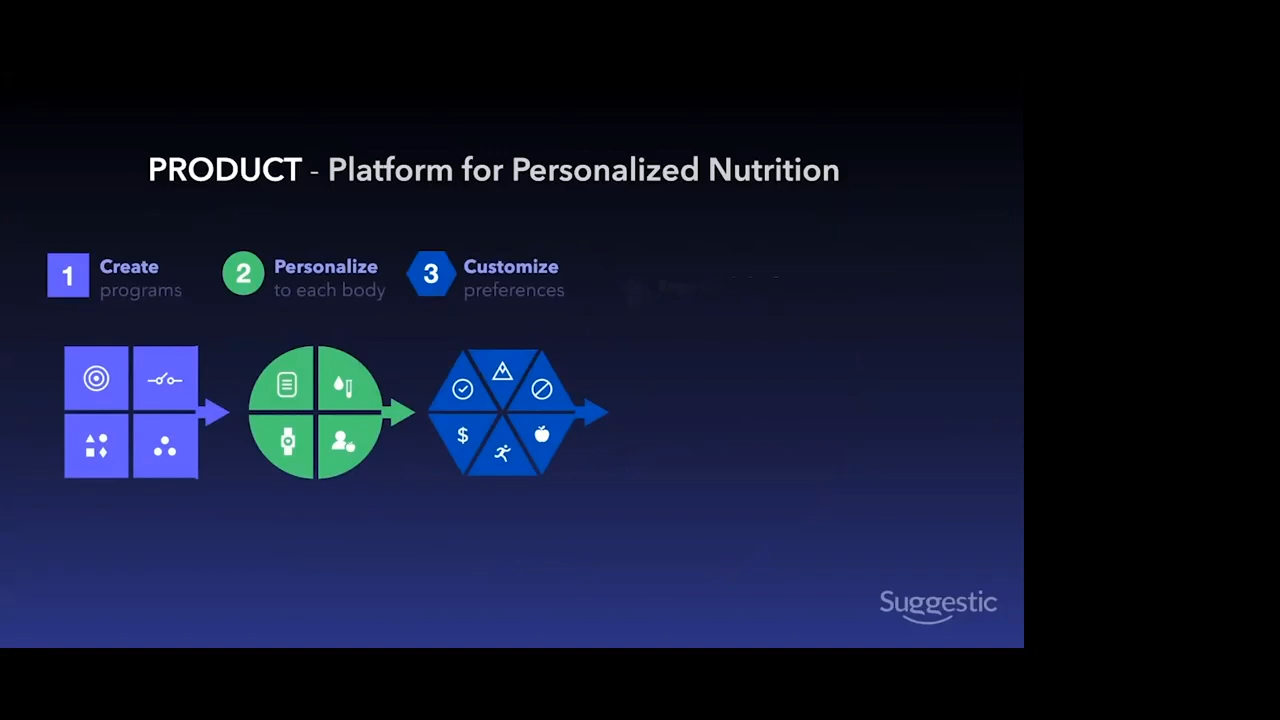 PRODUCT - Platform for Personalized Nutrition
1 Create
programs
2 Personalize
to each body
3 Customize
preferences
$
Suggestic